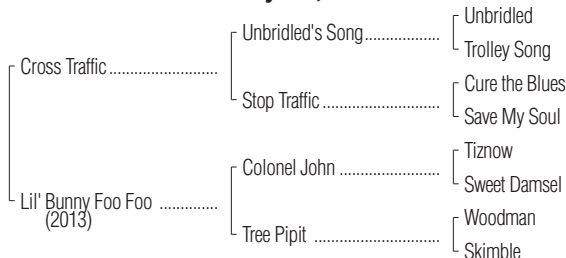 Unbridled
Unbridled's Song
Trolley Song
Cross Traffic
Cure the Blues
Stop Traffic
Save My Soul
Tiznow
Colonel John
Sweet Damsel
Lil' Bunny Foo Foo
(2013)
Woodman
Tree Pipit
Skimble